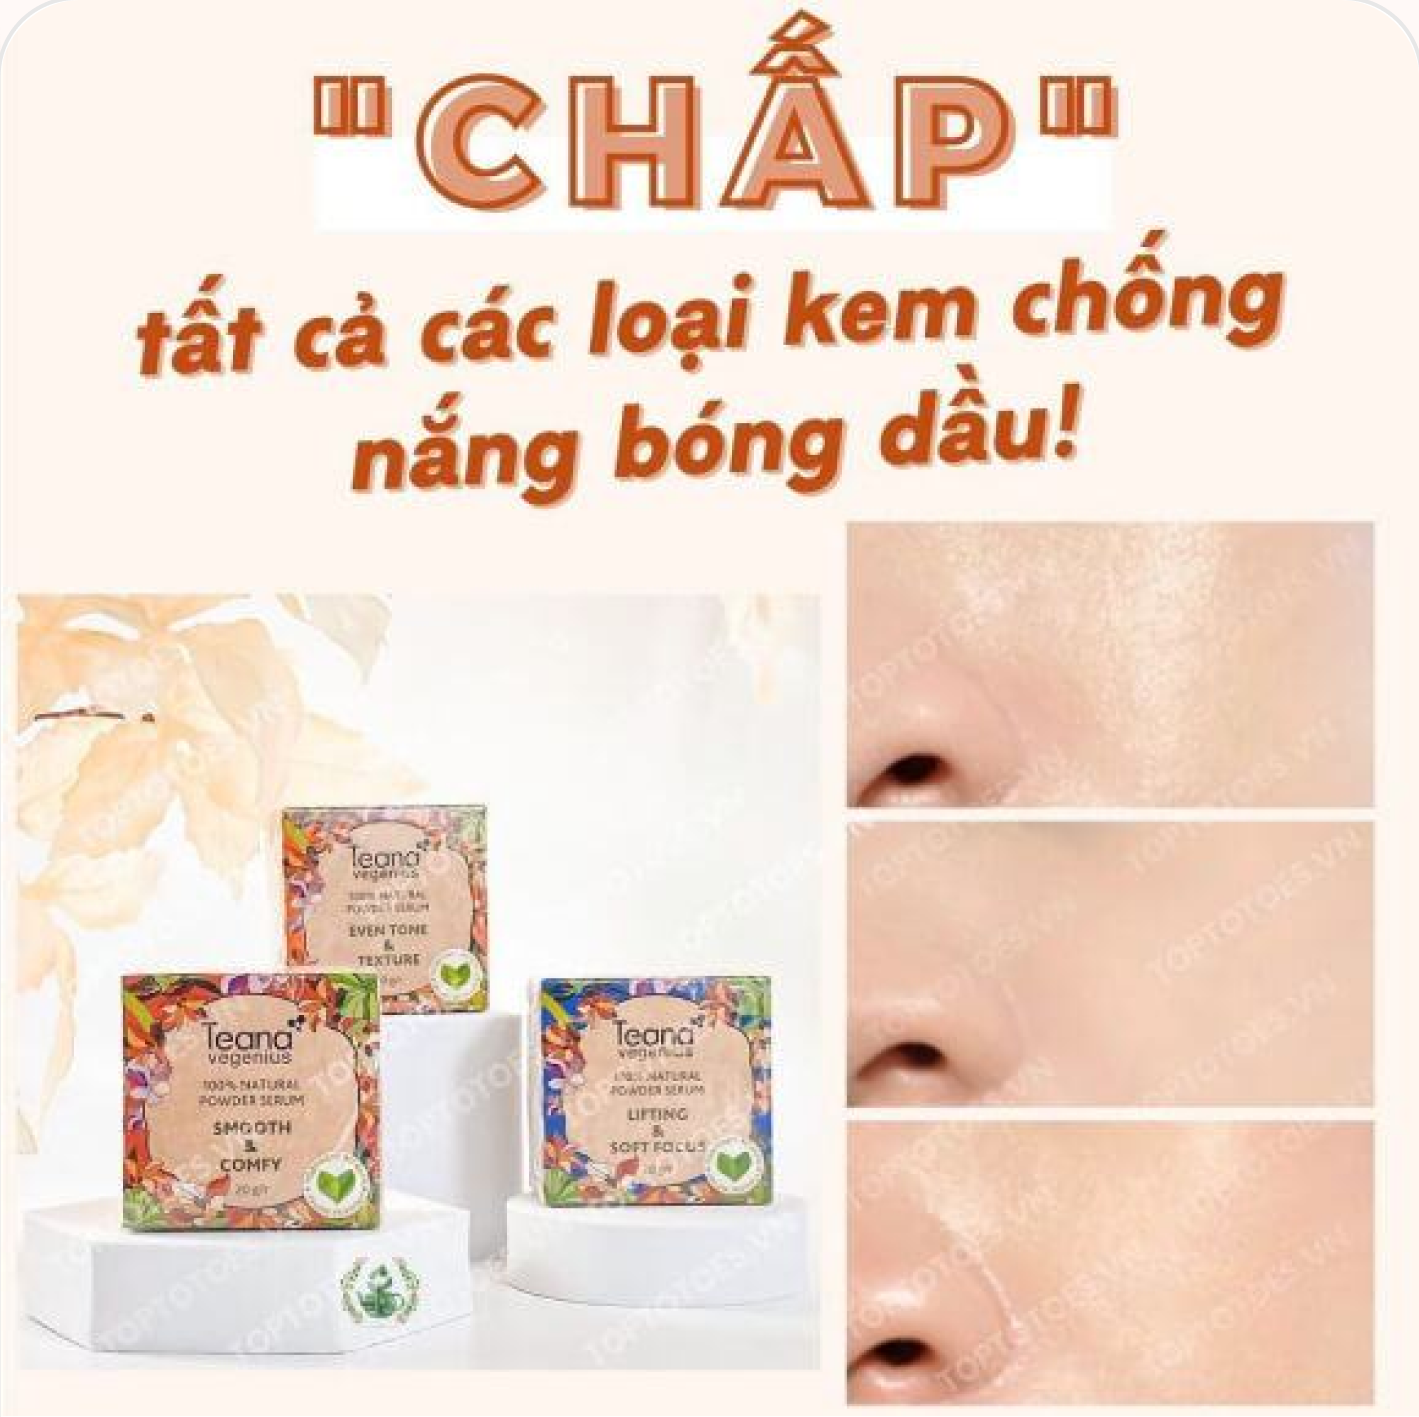 "CHẤP"
tất cả các loại kem chống
nắng bóng dầu!
Teana
vegenius
100% NATURAL
POWDER SERUM
EVEN TONE
&
TEXTURE
Teana
vegenius
100% NATURAL
POWDER SERUM
SMOOTH
&
COMFY
20 gr
Teana
vegenius
100% NATURAL
POWDER SERUM
LIFTING
&
SOFT FOCUS
TOPTOTOES.VN